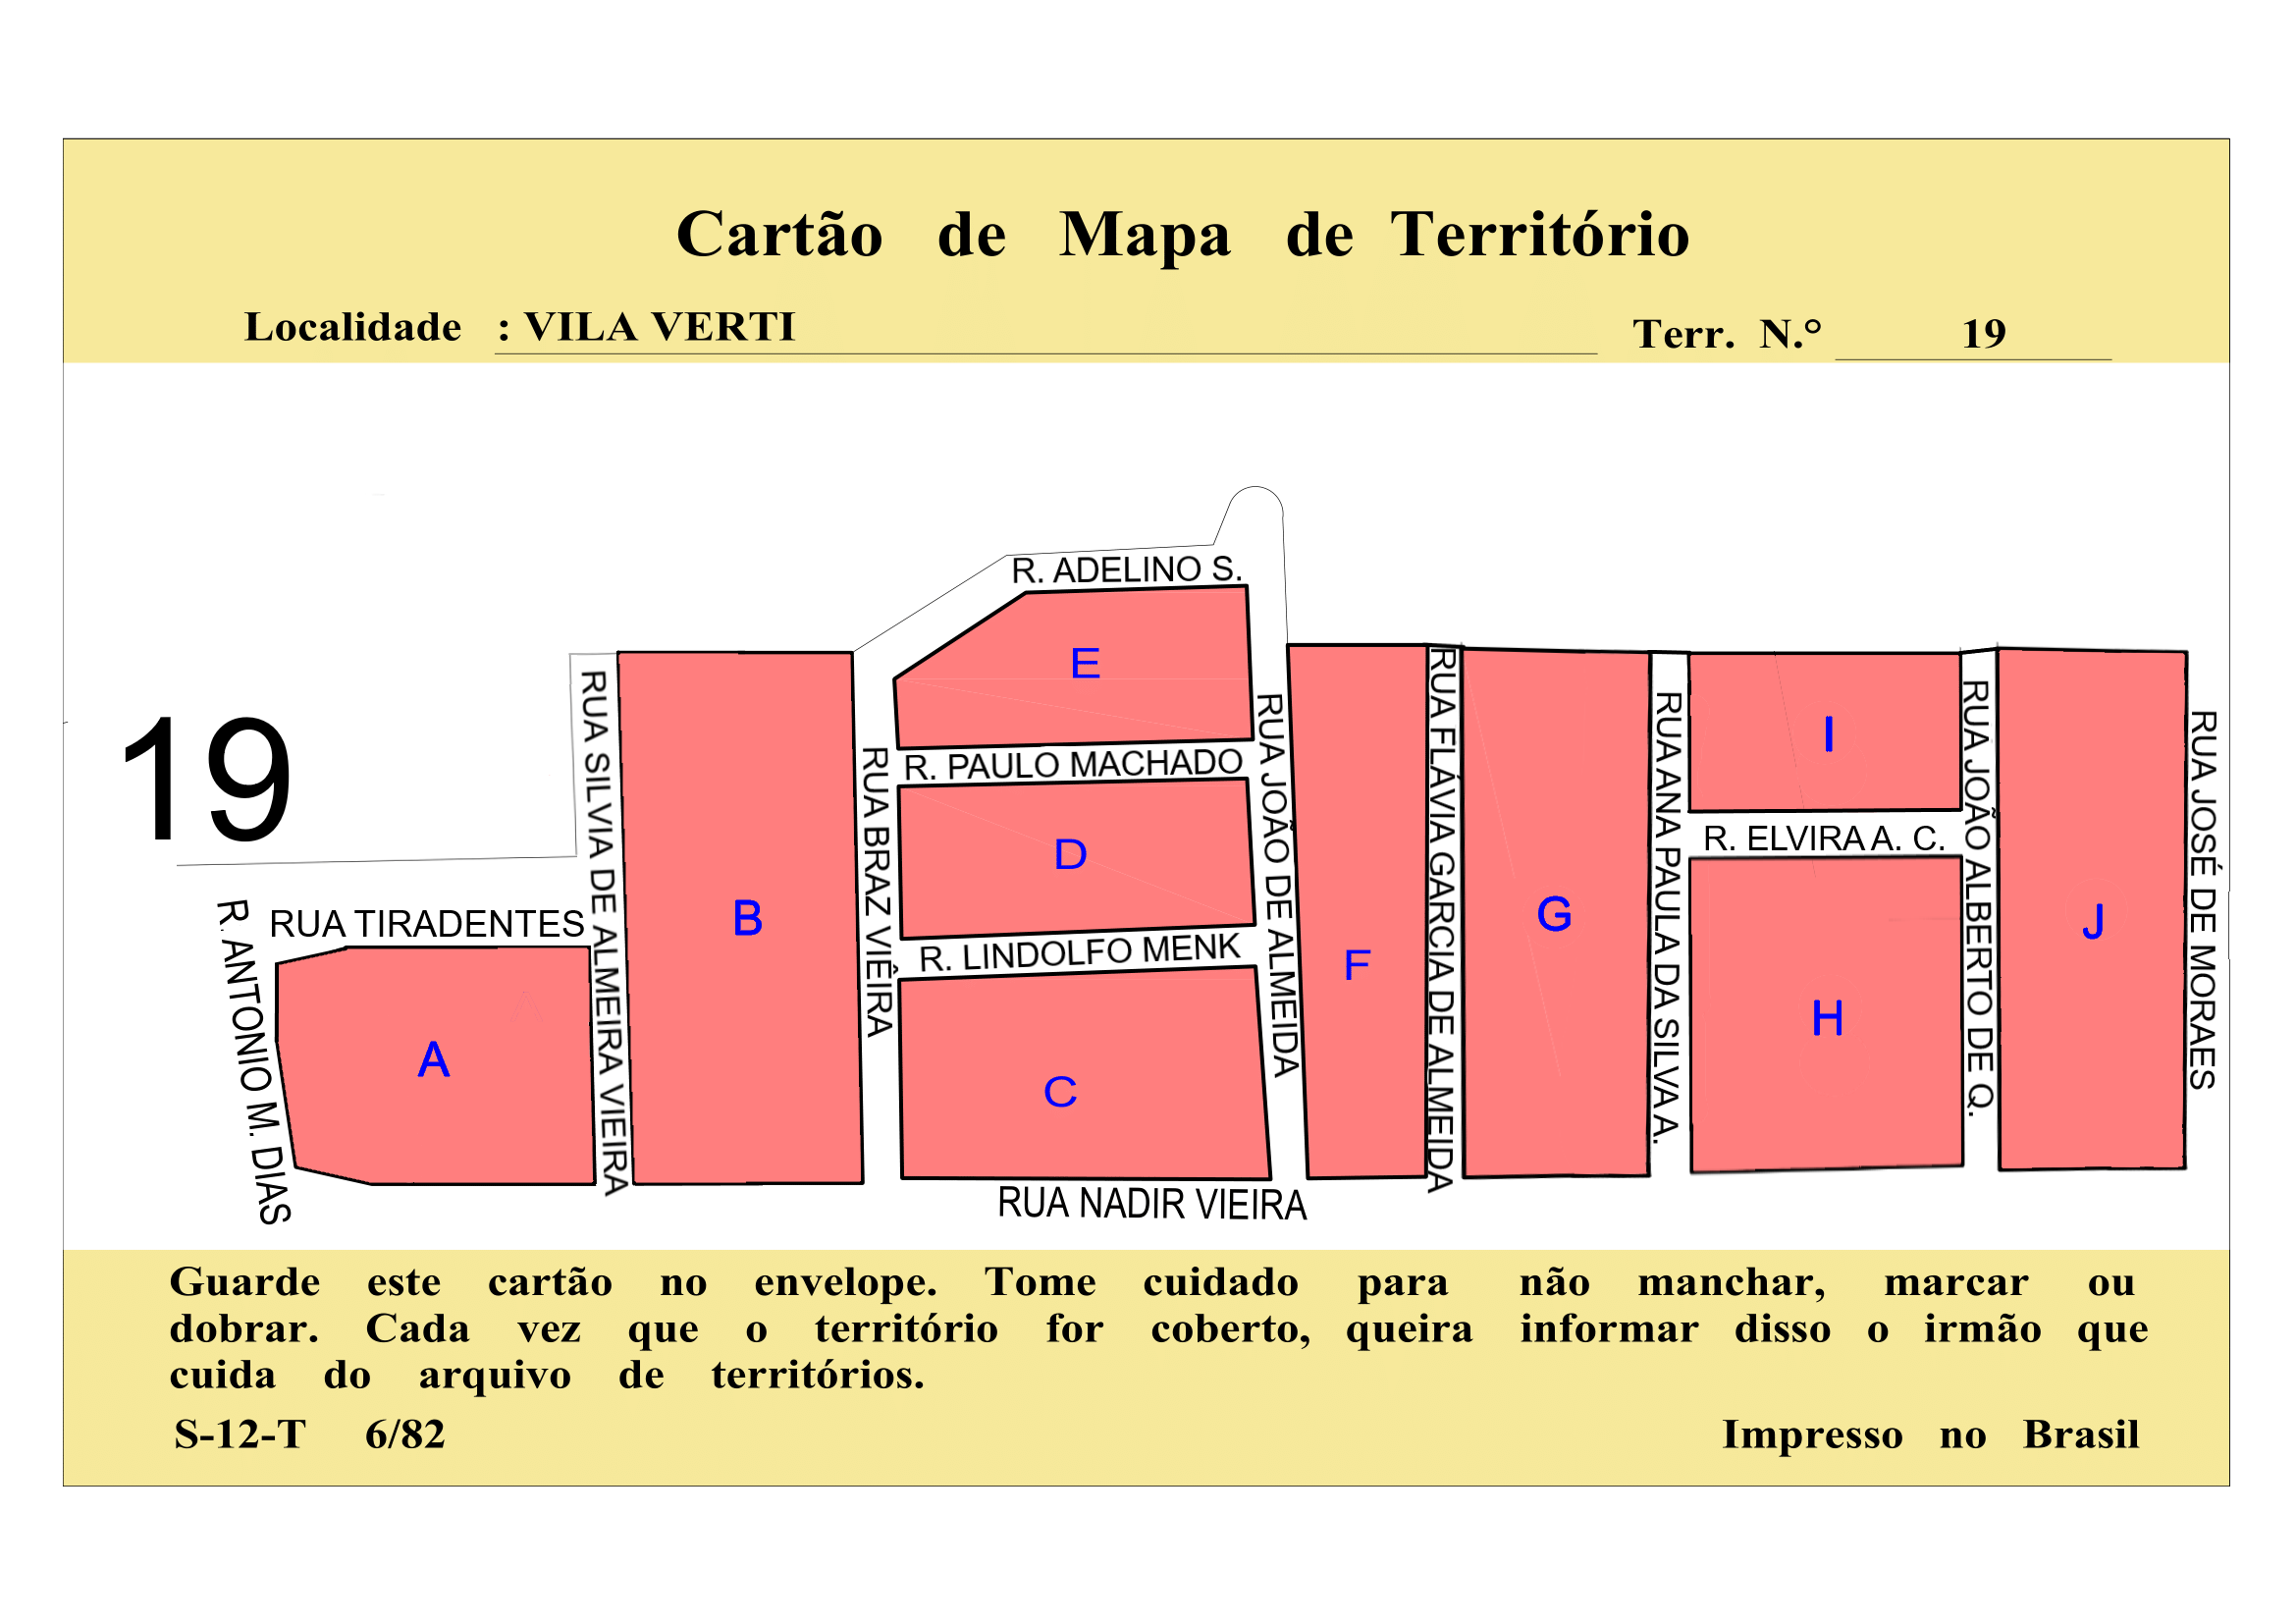 Cartão de Mapa de Território
Localidade : VILA VERTI
Terr. N.° 19
19
R. ADELINO S.
E
R. PAULO MACHADO
D
R. LINDOLFO MENK
C
RUA NADIR VIEIRA
RUA TIRADENTES
R. ANTONIO M. DIAS
A
RUA SILVIA DE ALMEIRA VIEIRA
B
RUA BRAZ VIÊIRA
RUA JOÃO DE ALMEIDA
F
RUA FLÁVIA GARCIA DE ALMEIDA
G
RUA ANA PAULA DA SILVA A.
I
R. ELVIRA A. C.
H
RUA JOÃO ALBERTO DE Q.
J
RUA JOSÉ DE MORAES
Guarde este cartão no envelope. Tome cuidado para não manchar, marcar ou
dobrar. Cada vez que o território for coberto, queira informar disso o irmão que
cuida do arquivo de territórios.
S-12-T 6/82
Impresso no Brasil